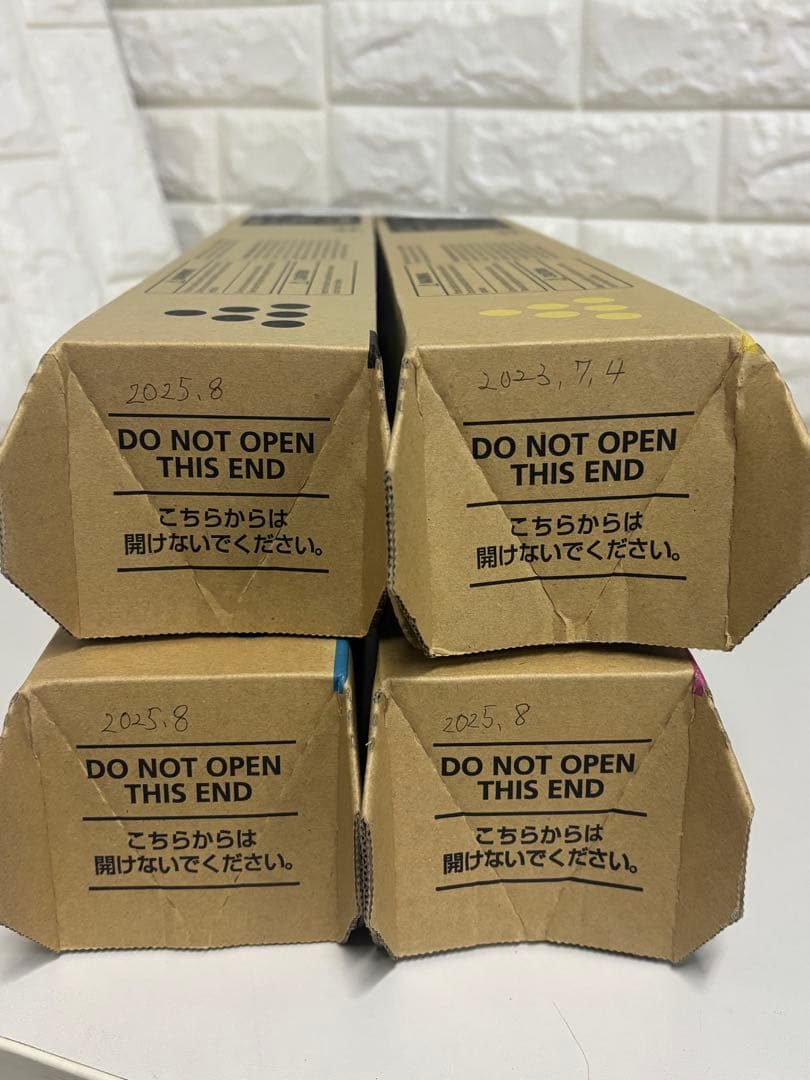 2025.8
DO NOT OPEN
THIS END
こちらからは
開けないでください。
2023.7.4
DO NOT OPEN
THIS END
こちらからは
開けないでください。
2025.8
DO NOT OPEN
THIS END
こちらからは
開けないでください。
2025.8
DO NOT OPEN
THIS END
こちらからは
開けないでください。